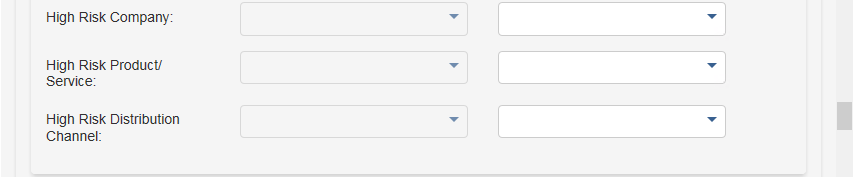 High Risk Company:
High Risk Product/
Service:
High Risk Distribution
Channel: